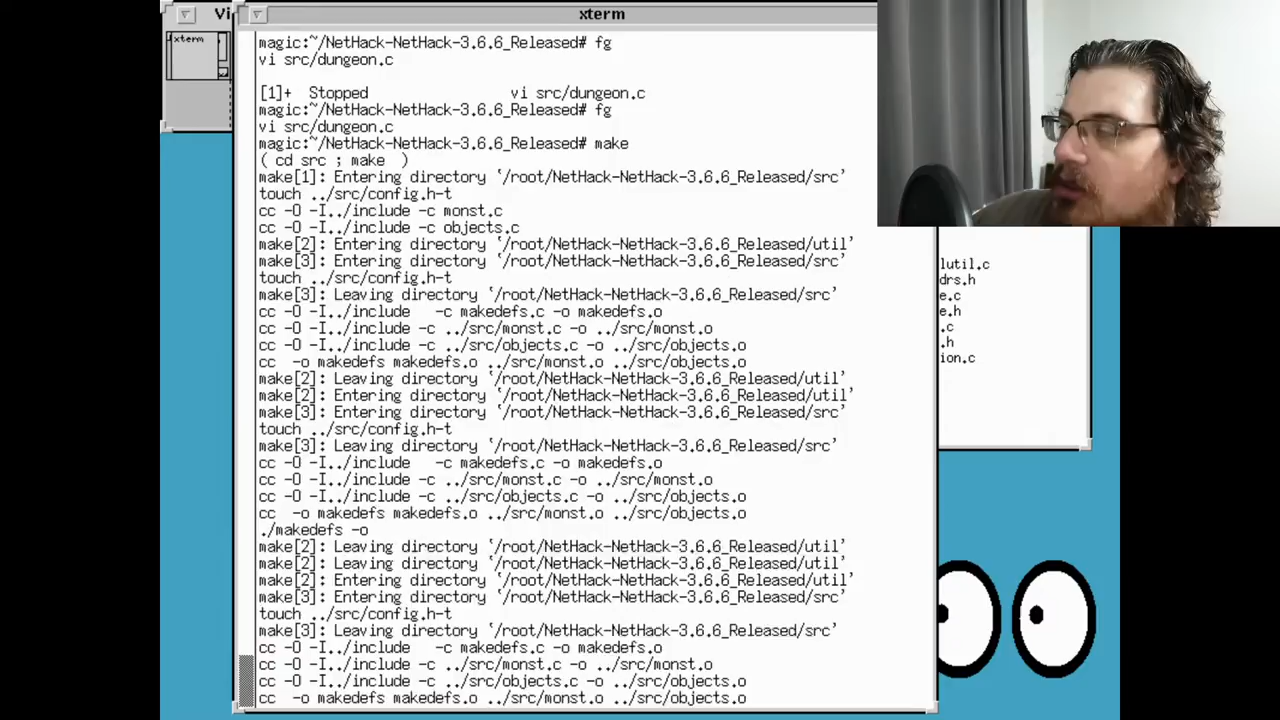 Vi
xterm
xterm
magic:~/NetHack-NetHack-3.6.6_Released# fg
vi src/dungeon.c
[1]+  Stopped                 vi src/dungeon.c
magic:~/NetHack-NetHack-3.6.6_Released# fg
vi src/dungeon.c
magic:~/NetHack-NetHack-3.6.6_Released# make
( cd src ; make  )
make[1]: Entering directory '/root/NetHack-NetHack-3.6.6_Released/src'
touch ../src/config.h-t
cc -O -I../include -c monst.c
cc -O -I../include -c objects.c
make[2]: Entering directory '/root/NetHack-NetHack-3.6.6_Released/util'
make[3]: Entering directory '/root/NetHack-NetHack-3.6.6_Released/src'
touch ../src/config.h-t
make[3]: Leaving directory '/root/NetHack-NetHack-3.6.6_Released/src'
cc -O -I../include   -c makedefs.c -o makedefs.o
cc -O -I../include -c ../src/monst.c -o ../src/monst.o
cc -O -I../include -c ../src/objects.c -o ../src/objects.o
cc  -o makedefs makedefs.o ../src/monst.o ../src/objects.o
make[2]: Leaving directory '/root/NetHack-NetHack-3.6.6_Released/util'
make[2]: Entering directory '/root/NetHack-NetHack-3.6.6_Released/util'
make[3]: Entering directory '/root/NetHack-NetHack-3.6.6_Released/src'
touch ../src/config.h-t
make[3]: Leaving directory '/root/NetHack-NetHack-3.6.6_Released/src'
cc -O -I../include   -c makedefs.c -o makedefs.o
cc -O -I../include -c ../src/monst.c -o ../src/monst.o
cc -O -I../include -c ../src/objects.c -o ../src/objects.o
cc  -o makedefs makedefs.o ../src/monst.o ../src/objects.o
./makedefs -o
make[2]: Leaving directory '/root/NetHack-NetHack-3.6.6_Released/util'
make[2]: Leaving directory '/root/NetHack-NetHack-3.6.6_Released/util'
make[2]: Entering directory '/root/NetHack-NetHack-3.6.6_Released/util'
make[3]: Entering directory '/root/NetHack-NetHack-3.6.6_Released/src'
touch ../src/config.h-t
make[3]: Leaving directory '/root/NetHack-NetHack-3.6.6_Released/src'
cc -O -I../include   -c makedefs.c -o makedefs.o
cc -O -I../include -c ../src/monst.c -o ../src/monst.o
cc -O -I../include -c ../src/objects.c -o ../src/objects.o
cc  -o makedefs makedefs.o ../src/monst.o ../src/objects.o
lutil.c
drs.h
e.c
e.h
.c
.h
ion.c